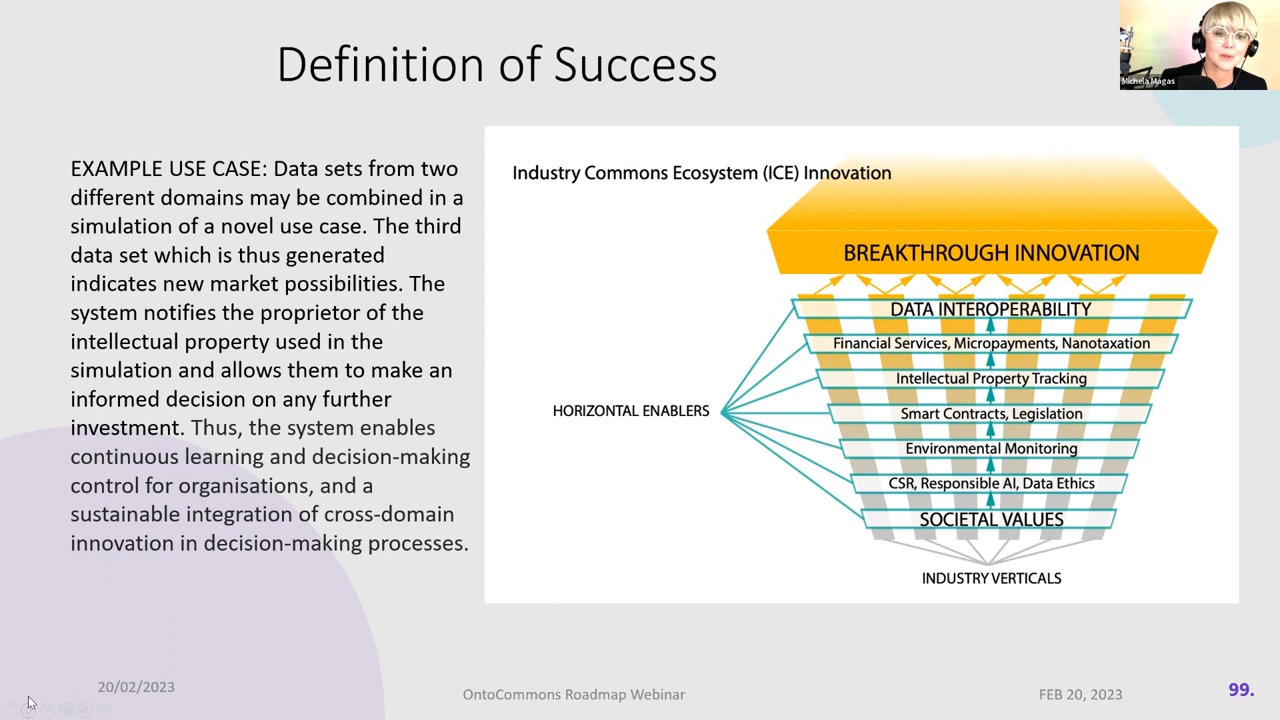 Definition of Success
Michela Magas
EXAMPLE USE CASE: Data sets from two
different domains may be combined in a
simulation of a novel use case. The third
data set which is thus generated
indicates new market possibilities. The
system notifies the proprietor of the
intellectual property used in the
simulation and allows them to make an
informed decision on any further
investment. Thus, the system enables
continuous learning and decision-making
control for organisations, and a
sustainable integration of cross-domain
innovation in decision-making processes.
Industry Commons Ecosystem (ICE) Innovation
BREAKTHROUGH INNOVATION
DATA INTEROPERABILITY
Financial Services, Micropayments, Nanotaxation
Intellectual Property Tracking
Smart Contracts, Legislation
Environmental Monitoring
CSR, Responsible AI, Data Ethics
SOCIETAL VALUES
HORIZONTAL ENABLERS
INDUSTRY VERTICALS
20/02/2023
OntoCommons Roadmap Webinar
FEB 20, 2023
99.